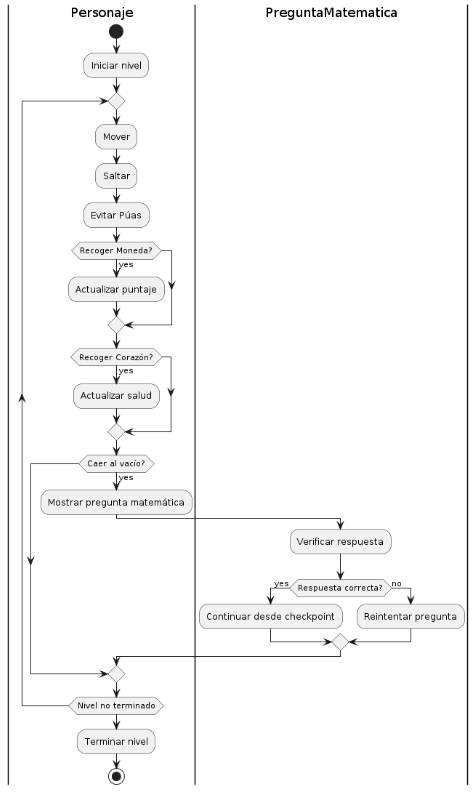 Personaje
PreguntaMatematica
Iniciar nivel
Mover
Saltar
Evitar Púas
Recoger Moneda?
yes
Actualizar puntaje
Recoger Corazón?
yes
Actualizar salud
Caer al vacío?
yes
Mostrar pregunta matemática
Verificar respuesta
yes
Respuesta correcta?
no
Continuar desde checkpoint
Reintentar pregunta
Nivel no terminado
Terminar nivel